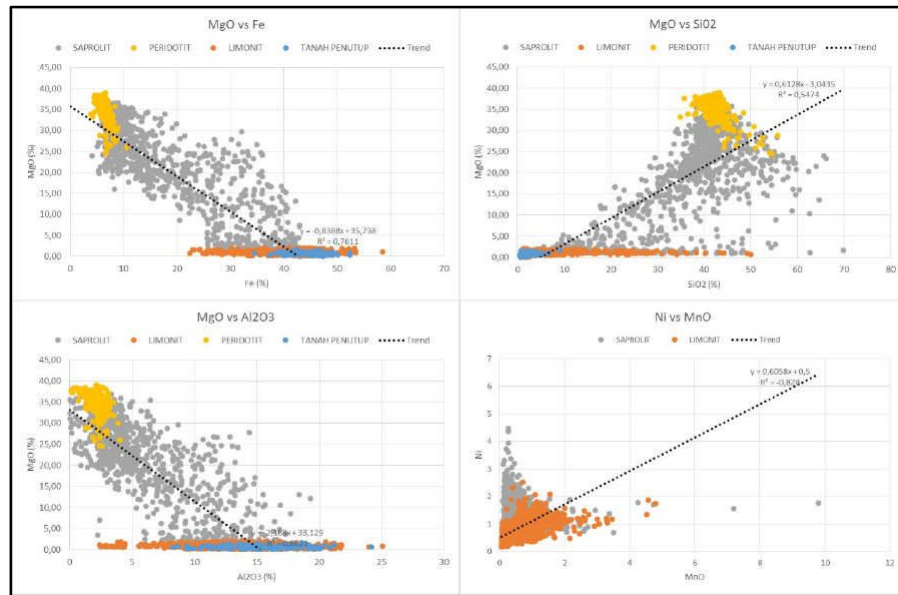 MgO vs Fe
SAPROLIT PERIDOTIT LIMONIT TANAH PENUTUP Trend
45,00
40,00
35,00
30,00
25,00
20,00
15,00
10,00
5,00
0,00
MgO (%)
= -0,8388x + 35,738
R² = 0,7611
0 10 20 30 40 50 60 70
Fe (%)
MgO vs SiO2
SAPROLIT LIMONIT PERIDOTIT TANAH PENUTUP Trend
45,00
40,00
35,00
30,00
25,00
20,00
15,00
10,00
5,00
0,00
MgO (%)
y = 0,6128x - 3,0435
R² = 0,5424
0 10 20 30 40 50 60 70 80
SiO2 (%)
MgO vs Al2O3
SAPROLIT LIMONIT PERIDOTIT TANAH PENUTUP Trend
45,00
40,00
35,00
30,00
25,00
20,00
15,00
10,00
5,00
0,00
MgO (%)
+ 33,129
0 5 10 15 20 25 30
Al2O3 (%)
Ni vs MnO
SAPROLIT LIMONIT Trend
7
6
5
4
3
2
1
0
Ni
y = 0,6058x + 0,5
R² = -0,828
0 2 4 6 8 10 12
MnO